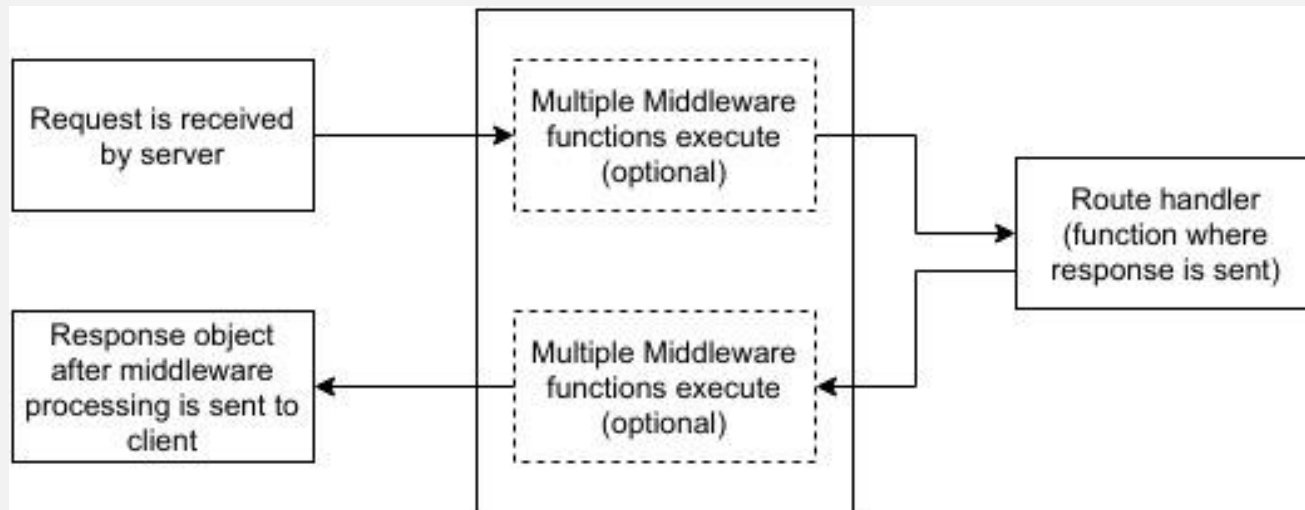 Request is received
by server
Multiple Middleware
functions execute
(optional)
Route handler
(function where
response is sent)
Response object
after middleware
processing is sent to
client
Multiple Middleware
functions execute
(optional)